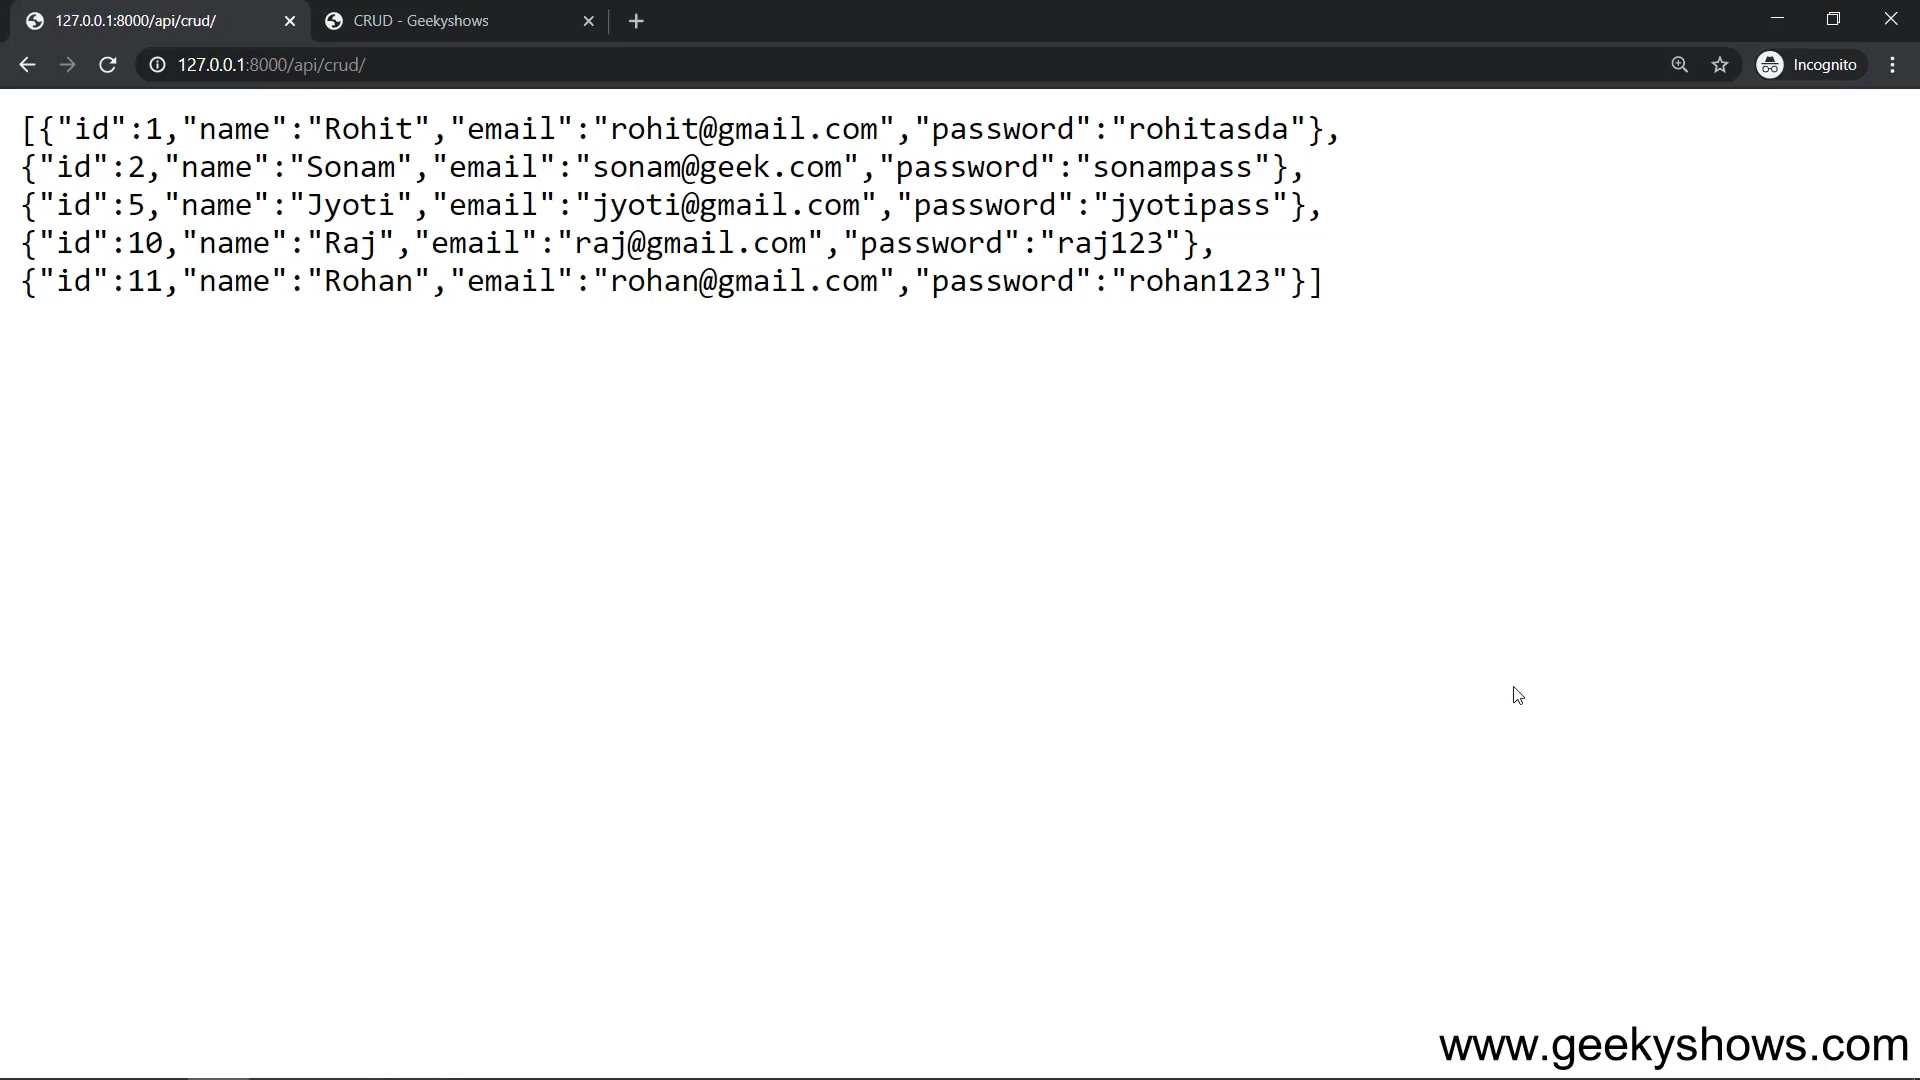 127.0.0.1:8000/api/crud/
CRUD - Geekyshows
127.0.0.1:8000/api/crud/
Incognito
[{"id":1,"name":"Rohit","email":"rohit@gmail.com","password":"rohitasda"},
{"id":2,"name":"Sonam","email":"sonam@geek.com","password":"sonampass"},
{"id":5,"name":"Jyoti","email":"jyoti@gmail.com","password":"jyotipass"},
{"id":10,"name":"Raj","email":"raj@gmail.com","password":"raj123"},
{"id":11,"name":"Rohan","email":"rohan@gmail.com","password":"rohan123"}]
www.geekyshows.com